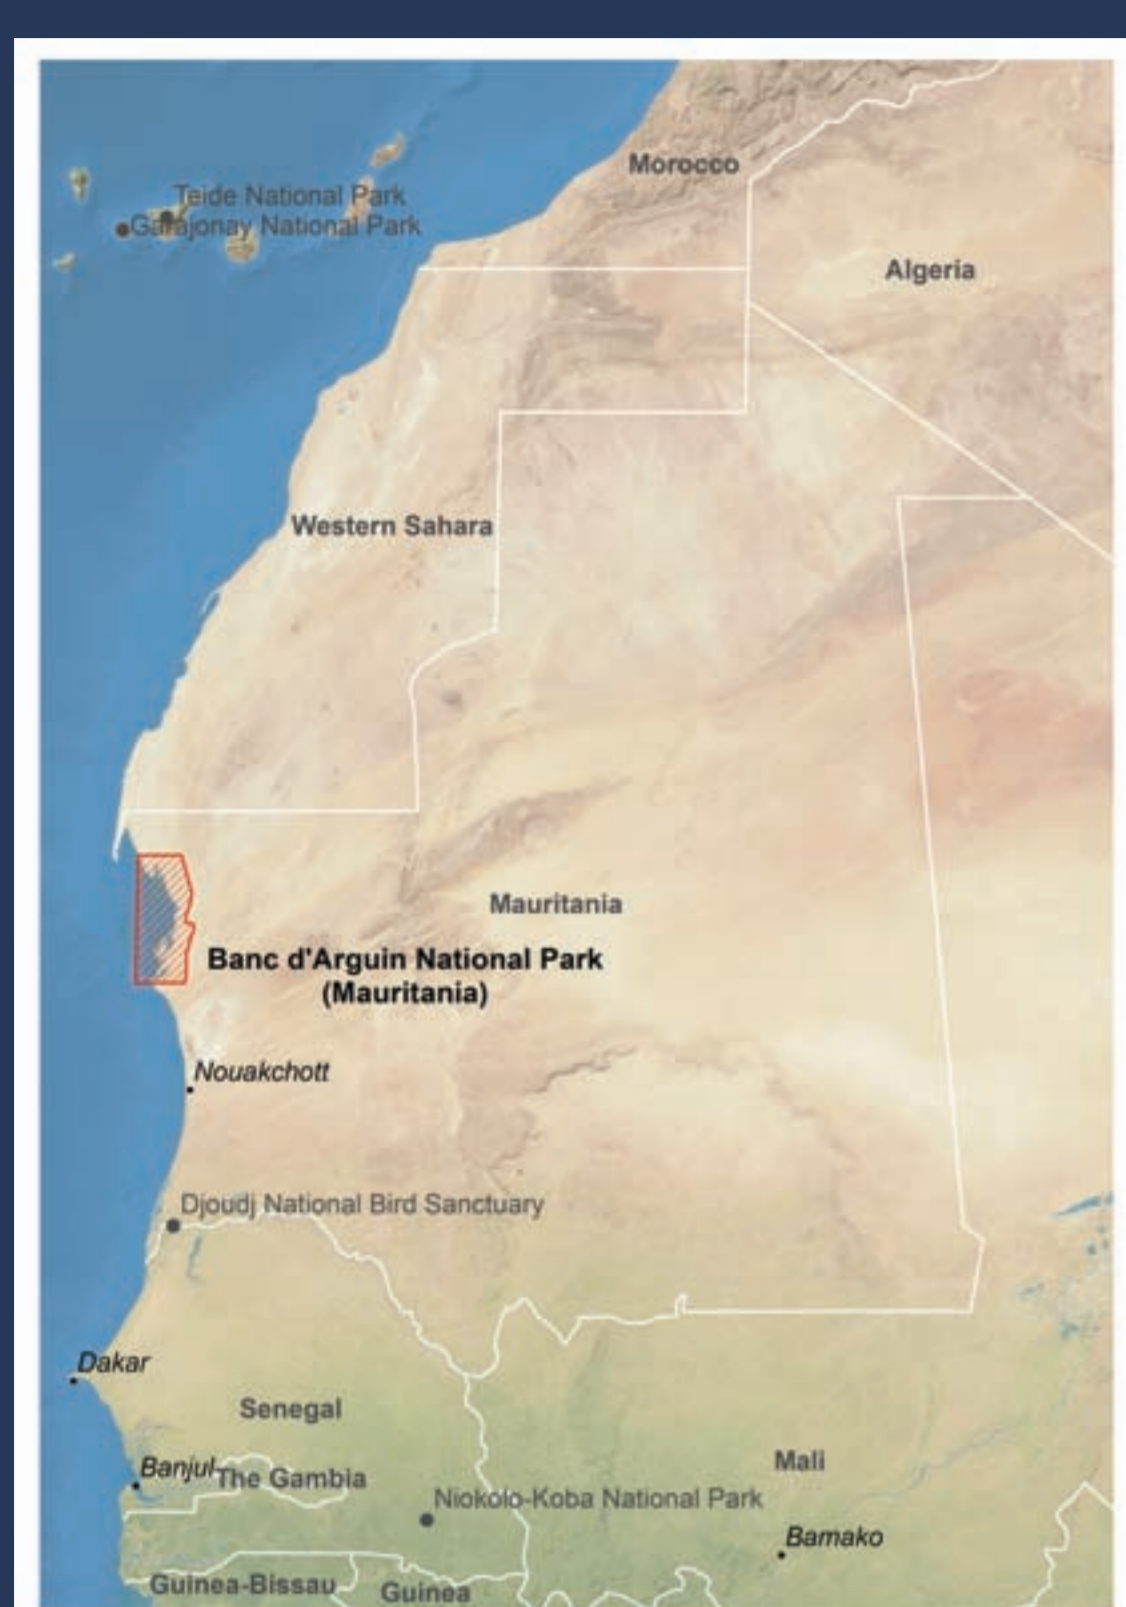 Morocco
Teide National Park
Garajonay National Park
Algeria
Western Sahara
Mauritania
Banc d'Arguin National Park
(Mauritania)
Nouakchott
Djoudj National Bird Sanctuary
Dakar
Senegal
Mali
Banjul
The Gambia
Niokolo-Koba National Park
Bamako
Guinea-Bissau
Guinea